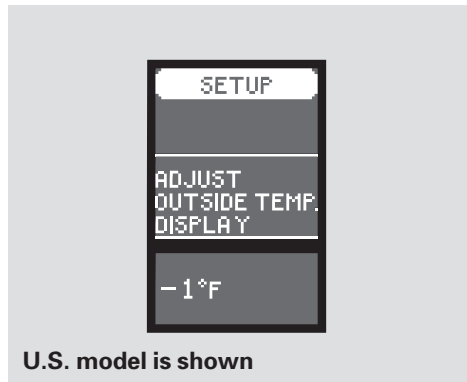 SETUP
ADJUST
OUTSIDE TEMP.
DISPLAY
−1°F
U.S. model is shown